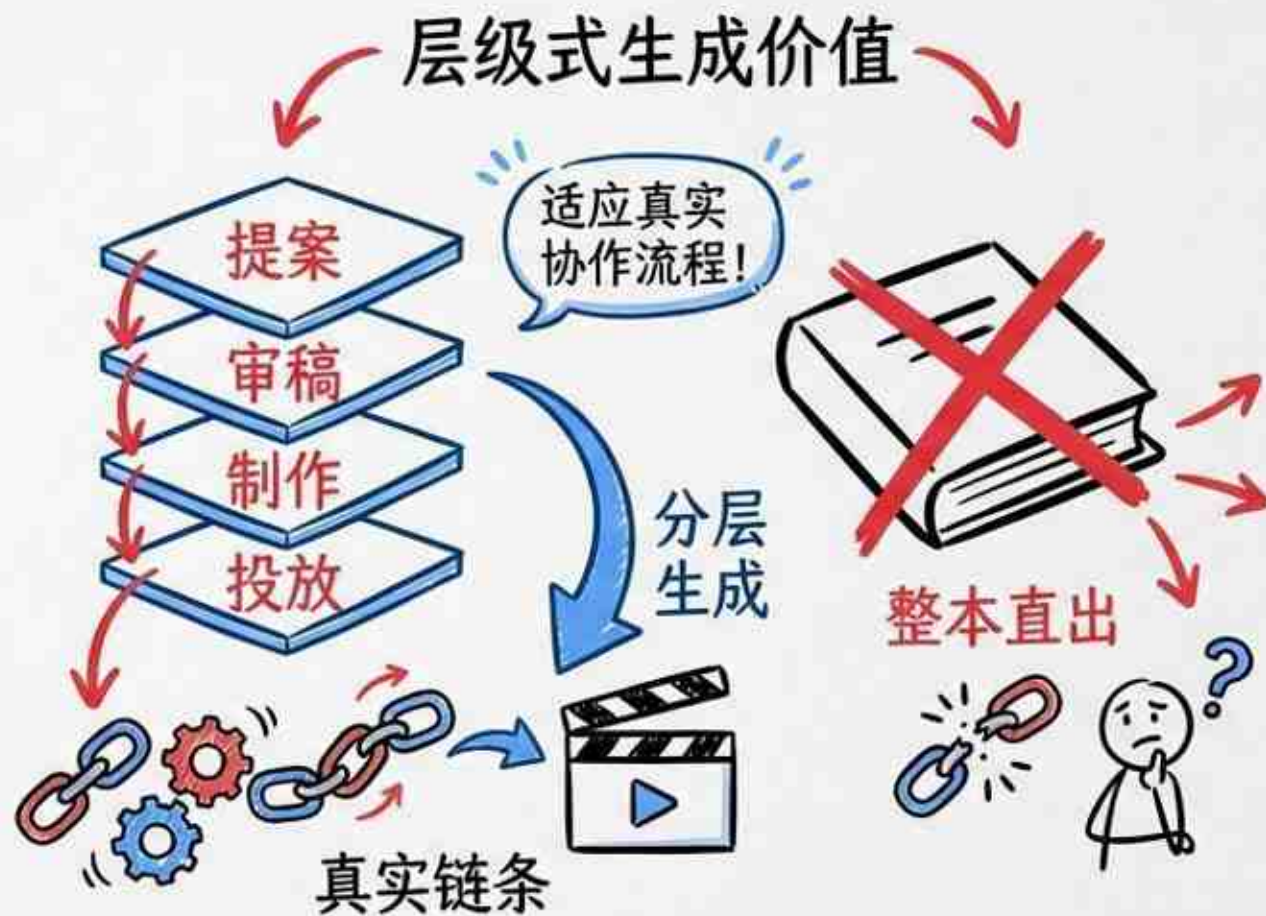 层级式生成价值
适应真实
协作流程!
提案
审稿
制作
投放
分层
生成
整本直出
真实链条
?